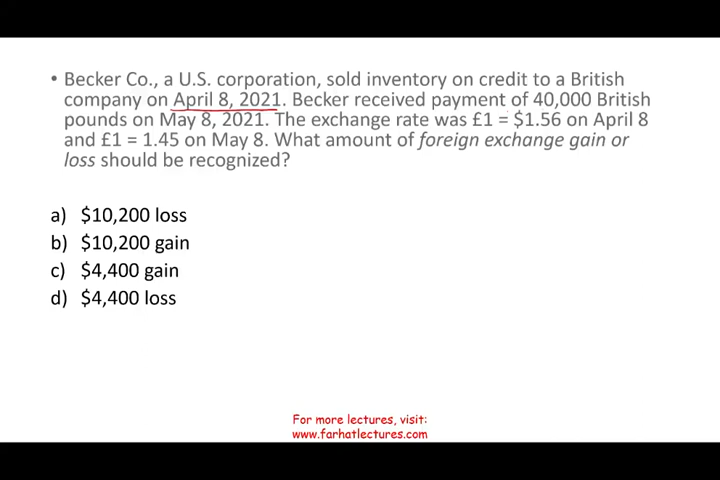 • Becker Co., a U.S. corporation, sold inventory on credit to a British
company on April 8, 2021. Becker received payment of 40,000 British
pounds on May 8, 2021. The exchange rate was £1 = $1.56 on April 8
and £1 = 1.45 on May 8. What amount of foreign exchange gain or
loss should be recognized?
a) $10,200 loss
b) $10,200 gain
c) $4,400 gain
d) $4,400 loss
For more lectures, visit:
www.farhatlectures.com